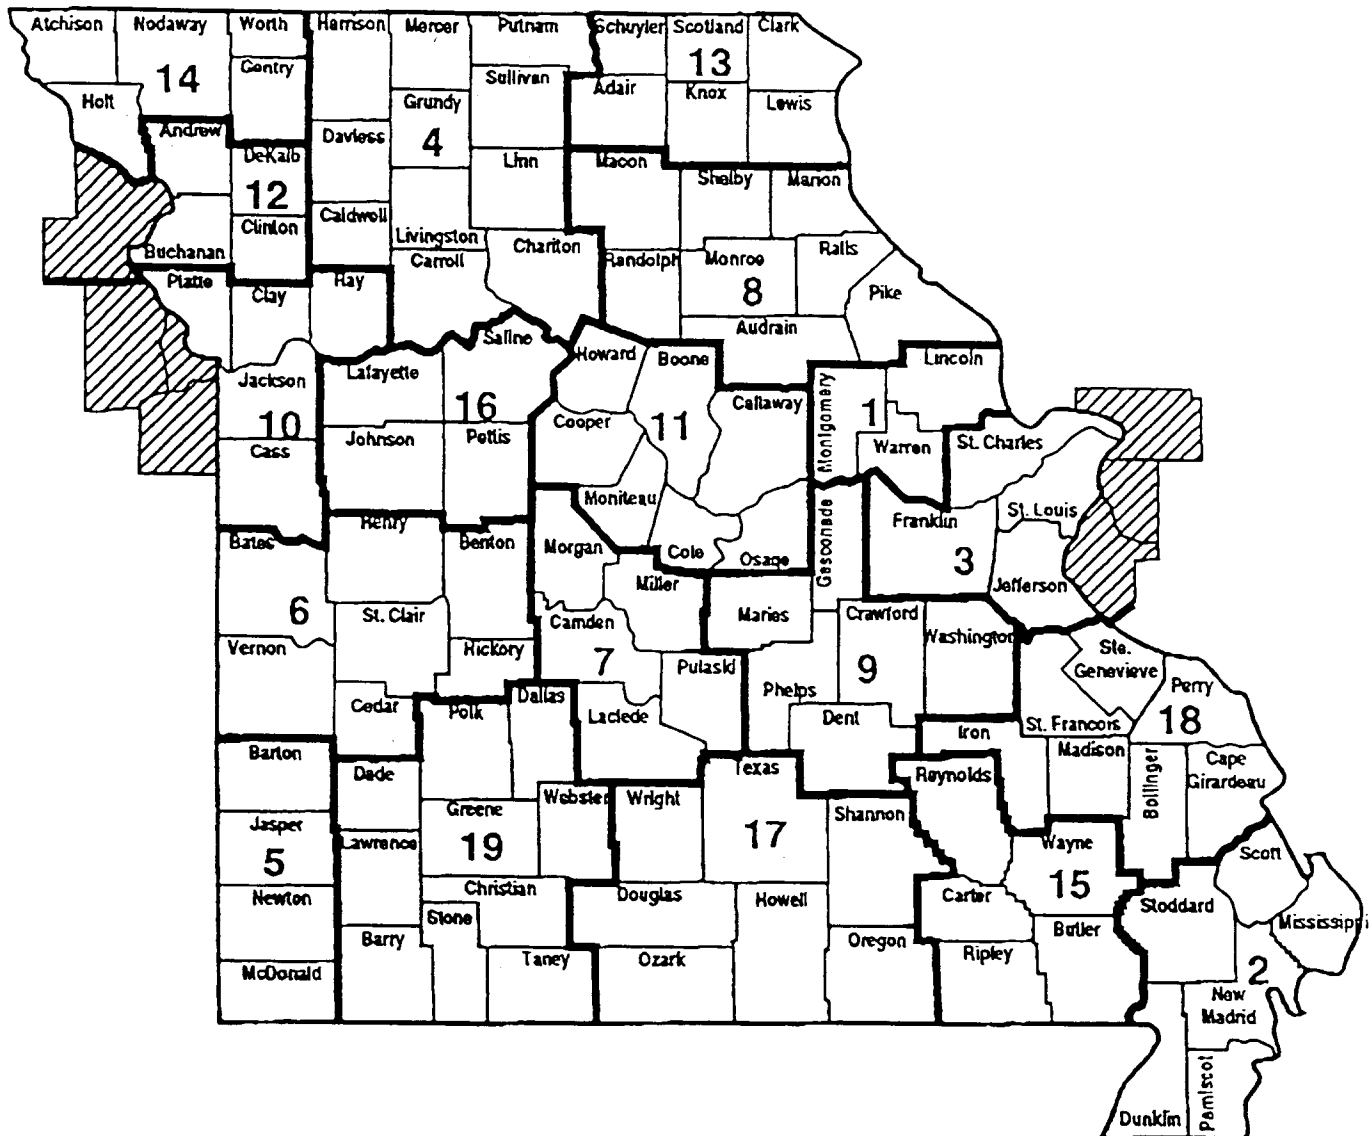 Atchison Nodaway Worth Harrison Mercer Putnam Schuyler Scotland Clark
14 13
Gentry Sullivan Adair Knox Lewis
Holt Grundy
Andrew Daviess 4
DeKalb Linn Macon Shelby Marion
12
Clinton Caldwell Livingston Chariton
Buchanan Carroll Randolph Monroe Ralls
Platte Clay Ray 8 Pike
Audrain
Saline Howard Boone Lincoln
Jackson Lafayette
10 16 Cooper 11 Callaway Montgomery 1
Cass Johnson Pettis Warren St. Charles
Moniteau
Bates Henry Benton Morgan Cole Osage Gasconade Franklin St. Louis
3
Miller Jefferson
6 St. Clair Camden Maries Crawford
Vernon Hickory 7 Pulaski 9 Washington Ste.
Genevieve
Cedar Polk Dallas Laclede Phelps Dent Iron St. Francois Perry
18
Barton Dade Texas Reynolds Madison Bollinger Cape
Girardeau
Webster Wright
Jasper Greene Shannon
5 Lawrence 19 17 Wayne Scott
15
Newton Christian Douglas Howell Carter Stoddard
Stone Mississippi
Barry Taney Ozark Oregon Ripley Butler
McDonald 2
New
Madrid
Dunklin Pemiscot